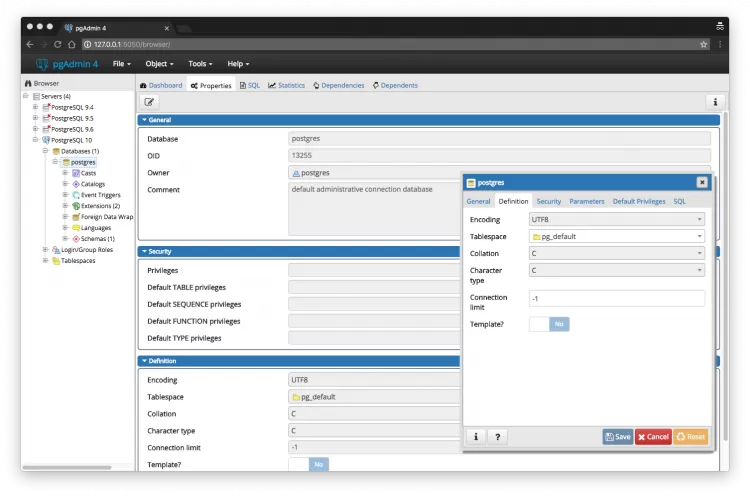 pgAdmin 4
127.0.0.1:5050/browser/
pgAdmin 4 File Object Tools Help
Browser
Servers (4)
PostgreSQL 9.4
PostgreSQL 9.5
PostgreSQL 9.6
PostgreSQL 10
Databases (1)
postgres
Casts
Catalogs
Event Triggers
Extensions (2)
Foreign Data Wrap
Languages
Schemas (1)
Login/Group Roles
Tablespaces
Dashboard Properties SQL Statistics Dependencies Dependents
General
Database postgres
OID 13255
Owner postgres
Comment default administrative connection database
Security
Privileges
Default TABLE privileges
Default SEQUENCE privileges
Default FUNCTION privileges
Default TYPE privileges
Definition
Encoding UTF8
Tablespace pg_default
Collation C
Character type C
Connection limit -1
Template? No
postgres
General Definition Security Parameters Default Privileges SQL
Encoding UTF8
Tablespace pg_default
Collation C
Character C
type
Connection -1
limit
Template? No
i ? Save Cancel Reset